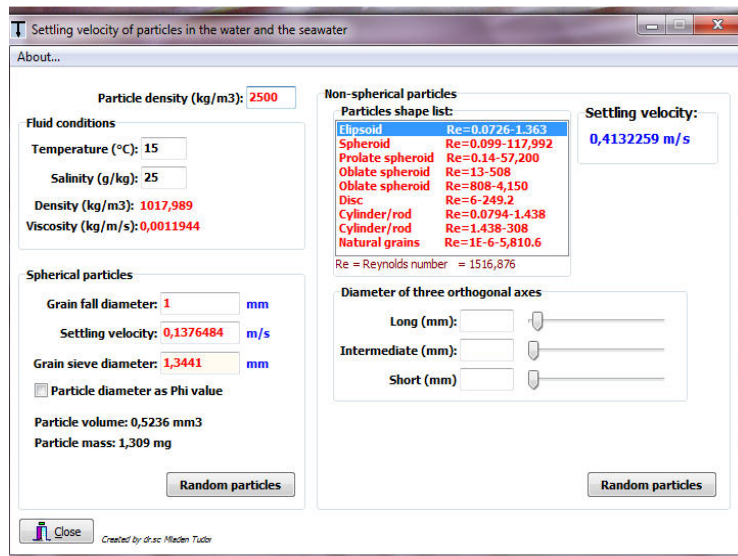 Settling velocity of particles in the water and the seawater
About...
Particle density (kg/m3): 2500
Fluid conditions
Temperature (°C): 15
Salinity (g/kg): 25
Density (kg/m3): 1017,989
Viscosity (kg/m/s): 0,0011944
Spherical particles
Grain fall diameter: 1 mm
Settling velocity: 0,1376484 m/s
Grain sieve diameter: 1,3441 mm
Particle diameter as Phi value
Particle volume: 0,5236 mm3
Particle mass: 1,309 mg
Random particles
Non-spherical particles
Particles shape list:
Elipsoid Re=0.0726-1.363
Spheroid Re=0.099-117,992
Prolate spheroid Re=0.14-57,200
Oblate spheroid Re=13-508
Oblate spheroid Re=808-4,150
Disc Re=6-249.2
Cylinder/rod Re=0.0794-1.438
Cylinder/rod Re=1.438-308
Natural grains Re=1E-6-5,810.6
Re = Reynolds number = 1516,876
Settling velocity:
0,4132259 m/s
Diameter of three orthogonal axes
Long (mm):
Intermediate (mm):
Short (mm)
Random particles
Close
Created by dr.sc Mladen Tudor